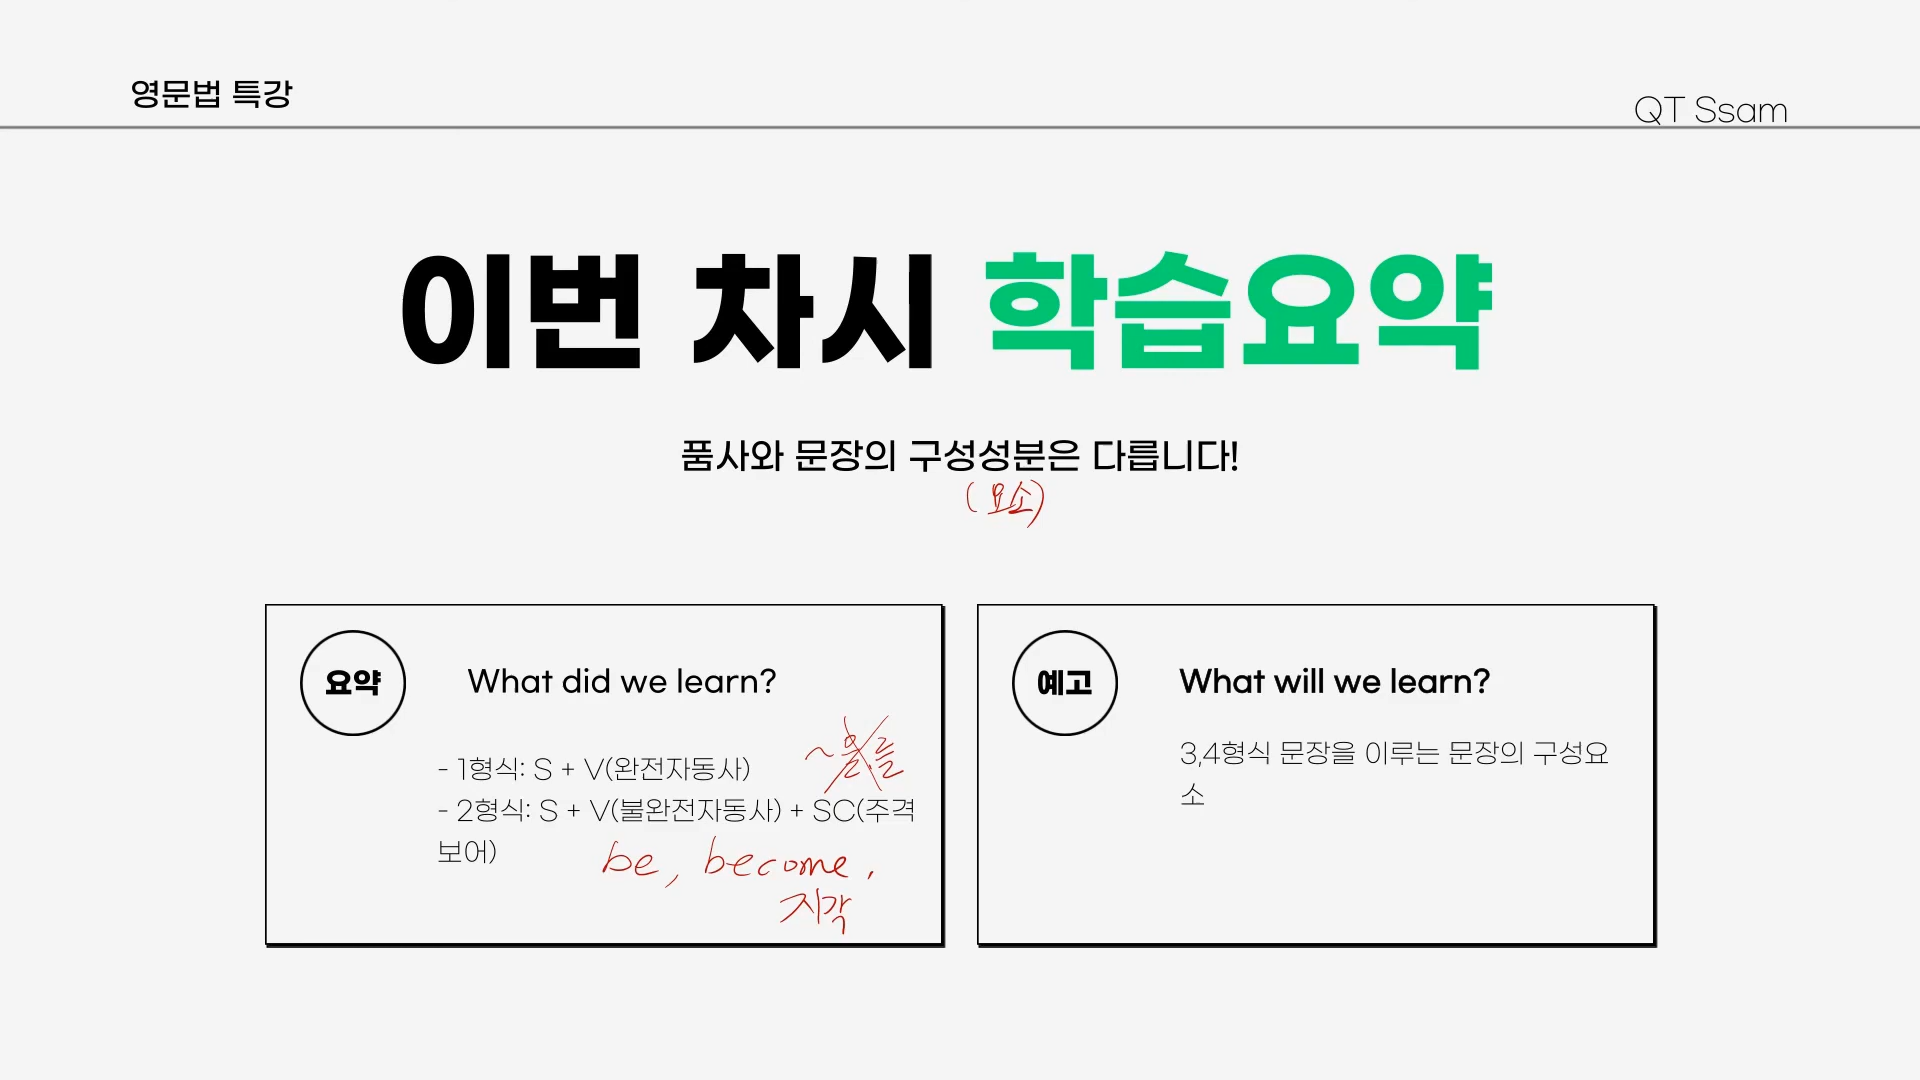 영문법 특강
QT Ssam
이번 차시 학습요약
품사와 문장의 구성성분은 다릅니다!
(요소)
요약
What did we learn?
~을/를
- 1형식: S + V(완전자동사)
- 2형식: S + V(불완전자동사) + SC(주격
보어)
be, become,
지각
예고
What will we learn?
3,4형식 문장을 이루는 문장의 구성요
소